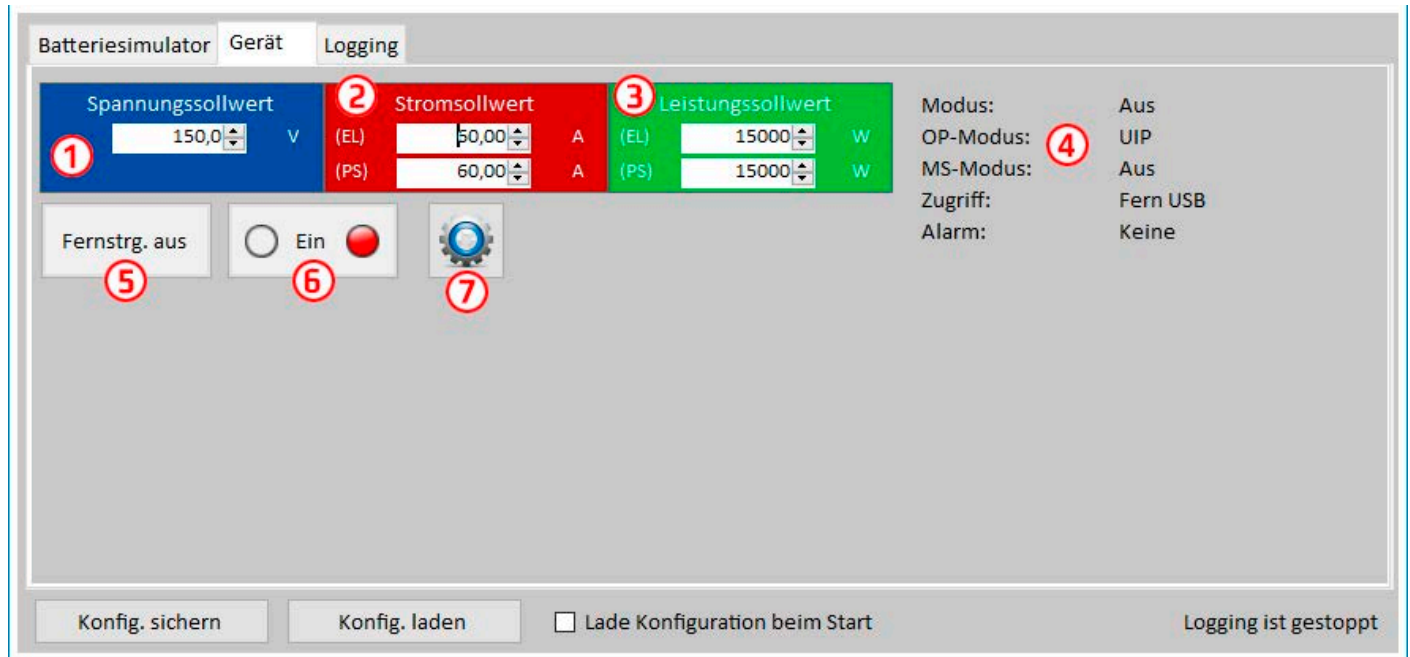 Batteriesimulator Gerät Logging
Spannungssollwert
150,0 V
1
2 Stromsollwert
(EL) 60,00 A
(PS) 60,00 A
3 Leistungssollwert
(EL) 15000 W
(PS) 15000 W
Modus: Aus
OP-Modus: UIP
MS-Modus: Aus
4
Zugriff: Fern USB
Alarm: Keine
Fernstrg. aus
5
Ein
6
7
Konfig. sichern Konfig. laden Lade Konfiguration beim Start Logging ist gestoppt